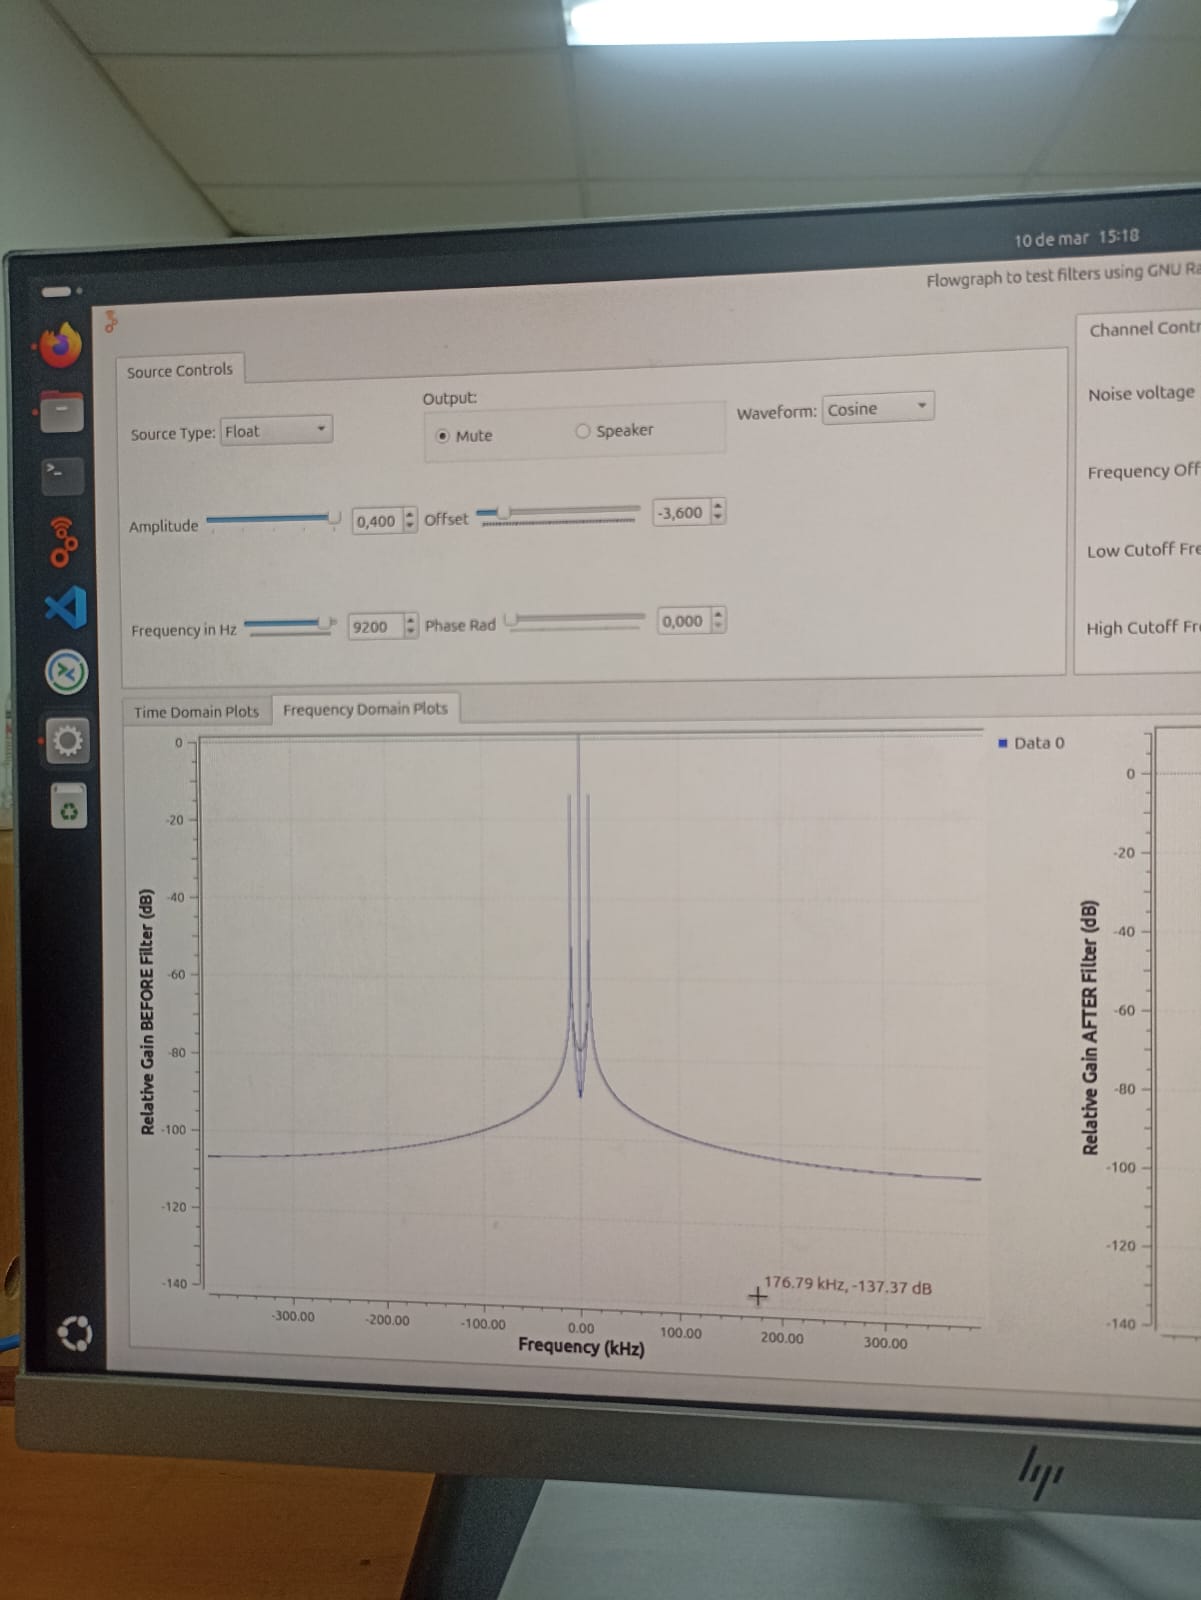 10 de mar 15:18
Flowgraph to test filters using GNU
Source Controls
Channel
Source Type: Float
Output:
Mute
Speaker
Waveform: Cosine
Noise voltage
Amplitude 0,400 Offset -3,600
Frequency
Low Cutoff
Frequency in Hz 9200 Phase Rad 0,000
High Cutoff
Time Domain Plots Frequency Domain Plots
Relative Gain BEFORE Filter (dB)
0
-20
-40
-60
-80
-100
-120
-140
Data 0
176.79 kHz, -137.37 dB
-300.00 -200.00 -100.00 0.00 100.00 200.00 300.00
Frequency (kHz)
Relative Gain AFTER Filter (dB)
0
-20
-40
-60
-80
-100
-120
-140
hp